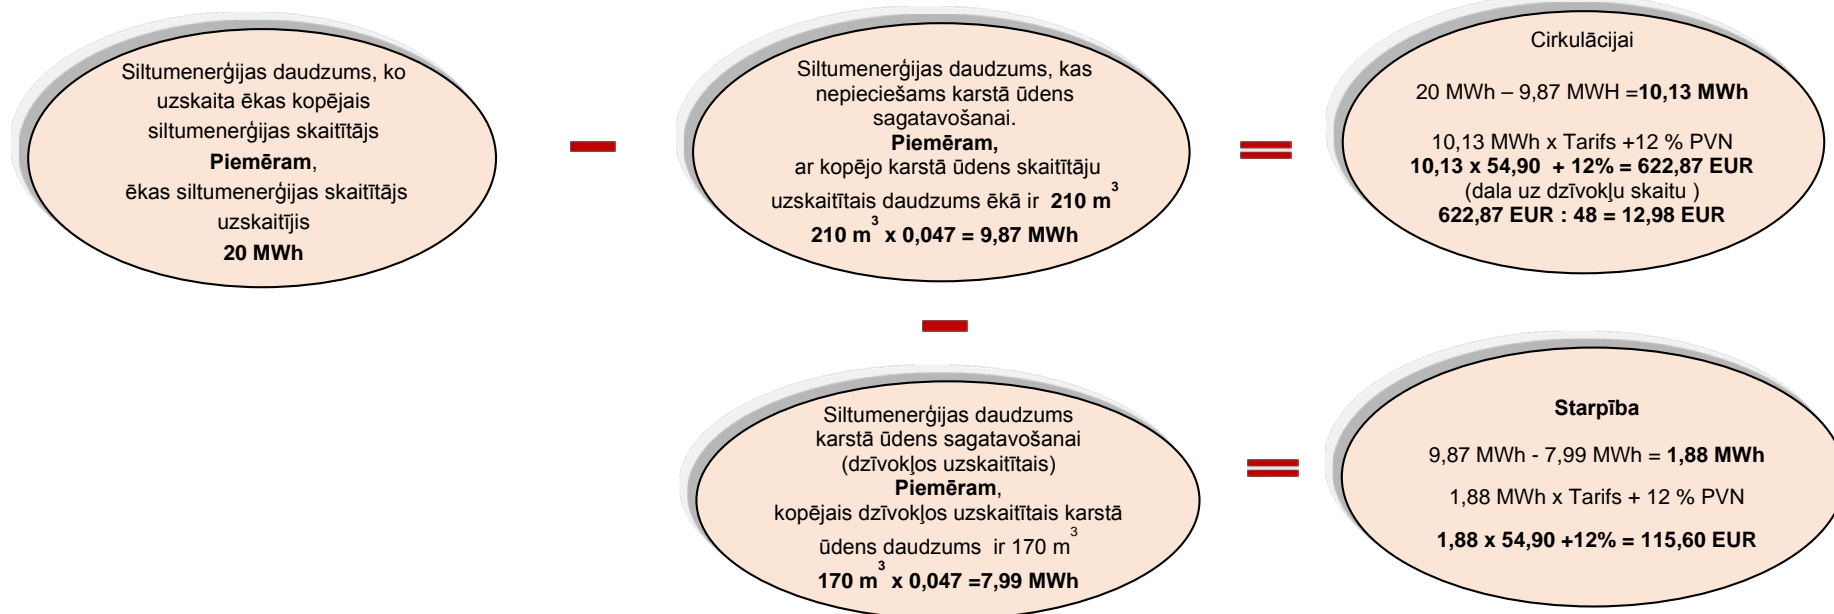 Siltumenerģijas daudzums, ko
uzskaita ēkas kopējais
siltumenerģijas skaitītājs
Piemēram,
ēkas siltumenerģijas skaitītājs
uzskaitījis
20 MWh
Siltumenerģijas daudzums, kas
nepieciešams karstā ūdens
sagatavošanai.
Piemēram,
ar kopējo karstā ūdens skaitītāju
uzskaitītais daudzums ēkā ir 210 m³
210 m³ x 0,047 = 9,87 MWh
Cirkulācijai
20 MWh – 9,87 MWH =10,13 MWh
10,13 MWh x Tarifs +12 % PVN
10,13 x 54,90 + 12% = 622,87 EUR
(dala uz dzīvokļu skaitu )
622,87 EUR : 48 = 12,98 EUR
Siltumenerģijas daudzums
karstā ūdens sagatavošanai
(dzīvokļos uzskaitītais)
Piemēram,
kopējais dzīvokļos uzskaitītais karstā
ūdens daudzums ir 170 m³
170 m³ x 0,047 =7,99 MWh
Starpība
9,87 MWh - 7,99 MWh = 1,88 MWh
1,88 MWh x Tarifs + 12 % PVN
1,88 x 54,90 +12% = 115,60 EUR